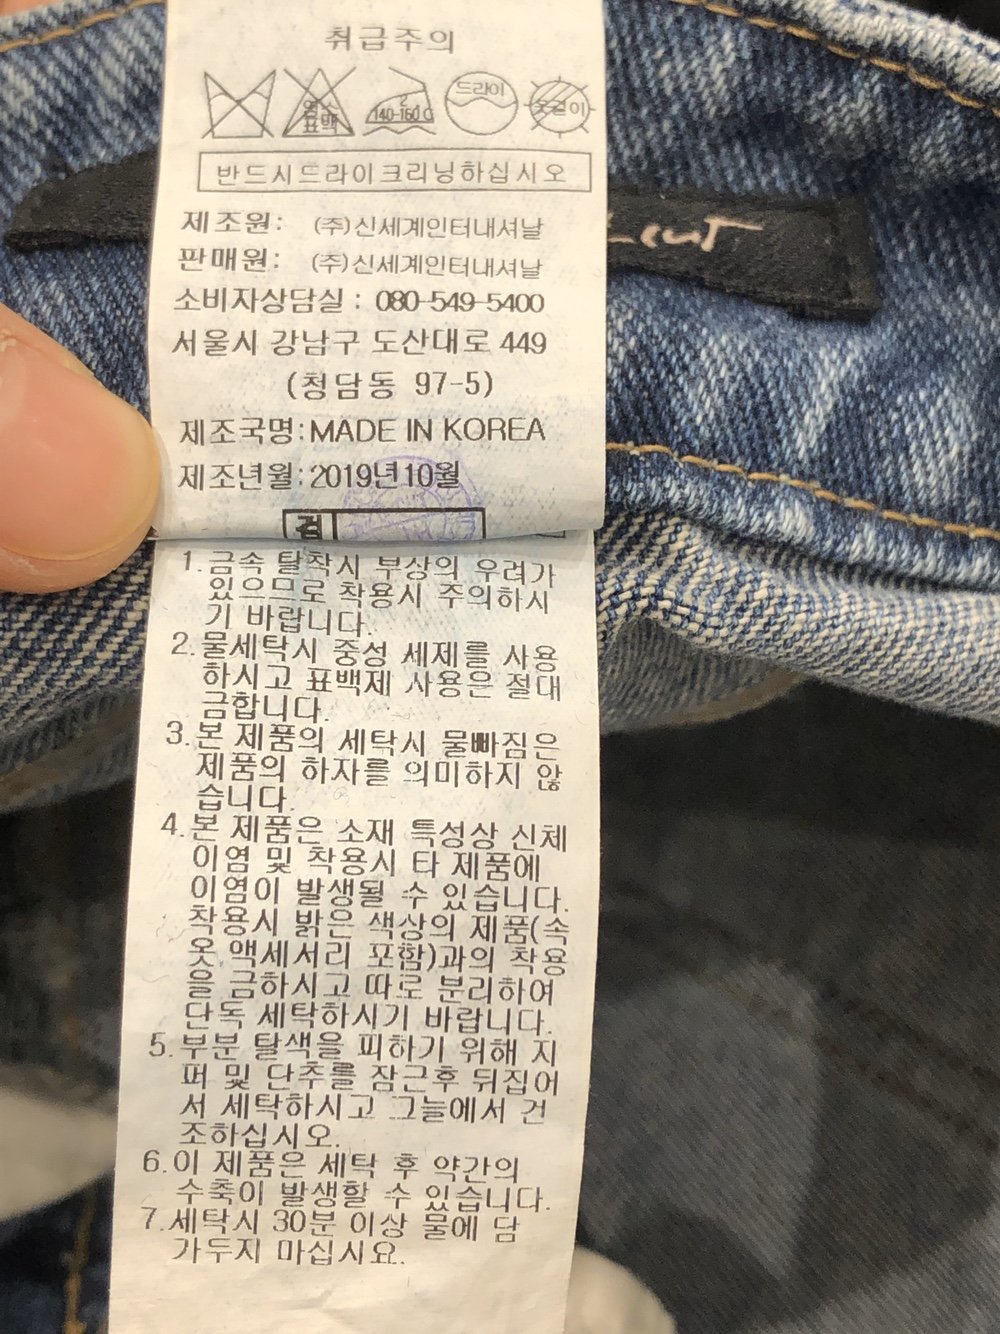 취급주의
염소
표백
140-160℃
드라이
옷걸이
반드시드라이크리닝하십시오
제조원: (주)신세계인터내셔날
판매원: (주)신세계인터내셔날
소비자상담실 : 080-549-5400
서울시 강남구 도산대로 449
(청담동 97-5)
제조국명:MADE IN KOREA
제조년월:2019년10월
cut
1.금속 탈착시 부상의 우려가
있으므로 착용시 주의하시
기 바랍니다.
2.물세탁시 중성 세제를 사용
하시고 표백제 사용은 절대
금합니다.
3.본 제품의 세탁시 물빠짐은
제품의 하자를 의미하지 않
습니다.
4.본 제품은 소재 특성상 신체
이염 및 착용시 타 제품에
이염이 발생될 수 있습니다.
착용시 밝은 색상의 제품(속
옷,액세서리 포함)과의 착용
을 금하시고 따로 분리하여
단독 세탁하시기 바랍니다.
5.부분 탈색을 피하기 위해 지
퍼 및 단추를 잠근후 뒤집어
서 세탁하시고 그늘에서 건
조하십시오.
6.이 제품은 세탁 후 약간의
수축이 발생할 수 있습니다.
7.세탁시 30분 이상 물에 담
가두지 마십시요.